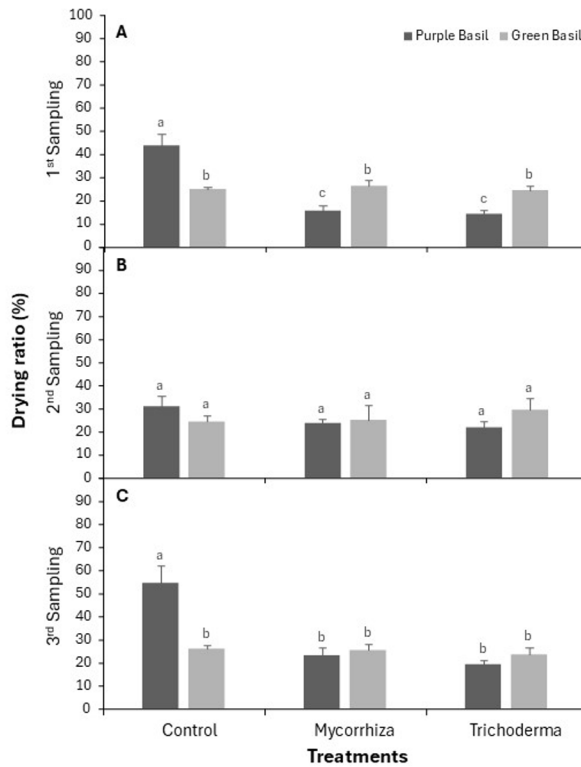 A
Purple Basil Green Basil
100
90
80
70
60
50
40
30
20
10
0
1st Sampling
a
b
c
b
c
b
B
90
80
70
60
50
40
30
20
10
0
2nd Sampling
Drying ratio (%)
a
a
a
a
a
a
C
90
80
70
60
50
40
30
20
10
0
3rd Sampling
a
b
b
b
b
b
Control Mycorrhiza Trichoderma
Treatments